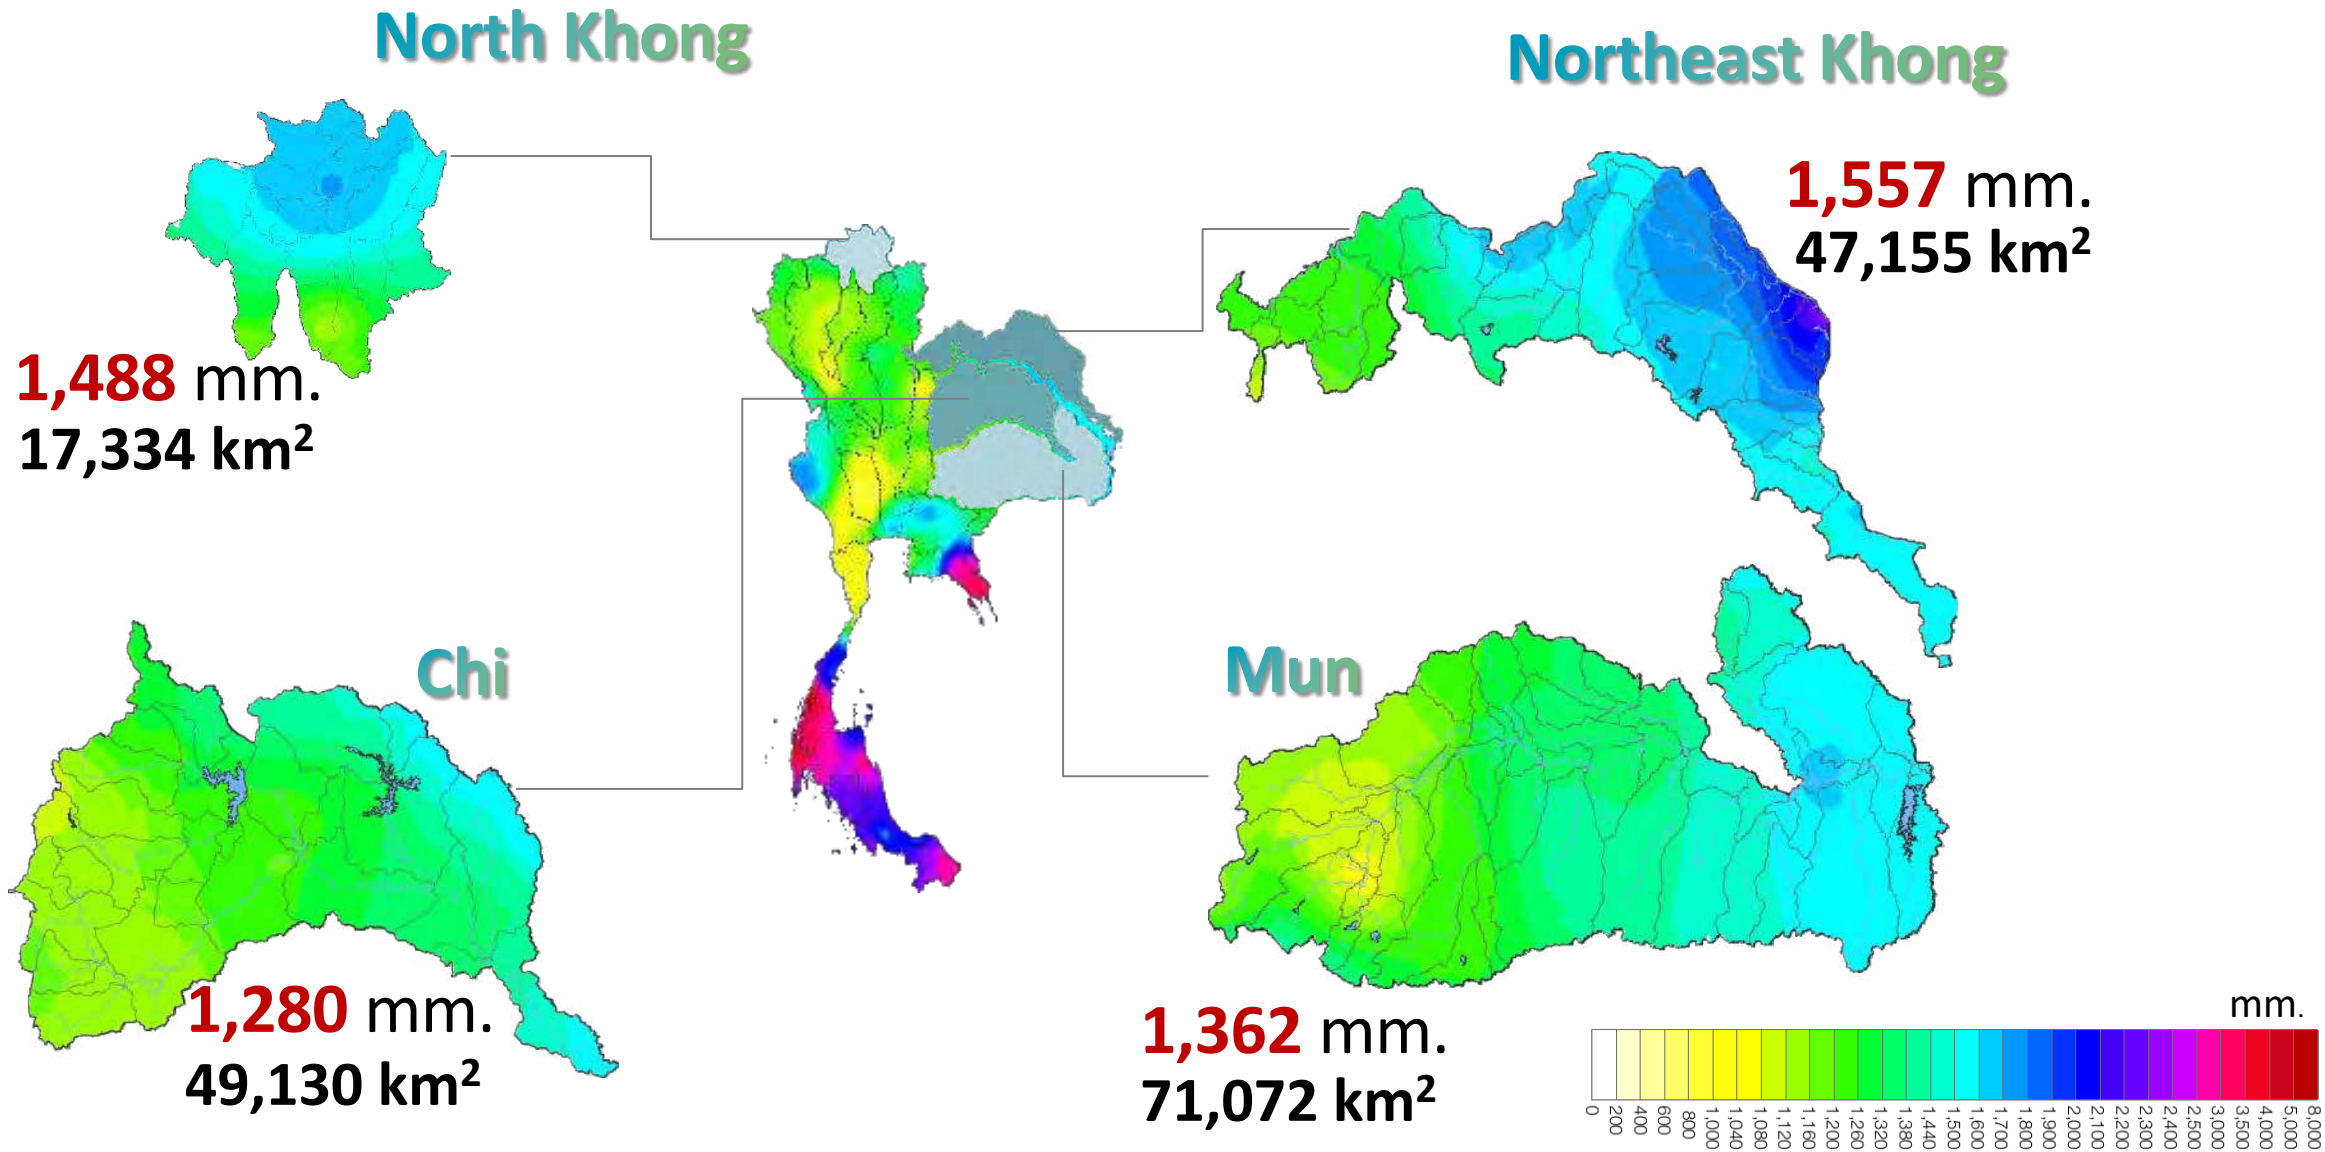 North Khong
Northeast Khong
1,557 mm.
47,155 km²
1,488 mm.
17,334 km²
Chi
Mun
1,280 mm.
49,130 km²
1,362 mm.
71,072 km²
mm.
0 200 400 600 800 1,000 1,040 1,080 1,120 1,160 1,200 1,260 1,320 1,380 1,440 1,500 1,600 1,700 1,800 1,900 2,000 2,100 2,200 2,300 2,400 2,500 3,000 3,500 4,000 5,000 8,000